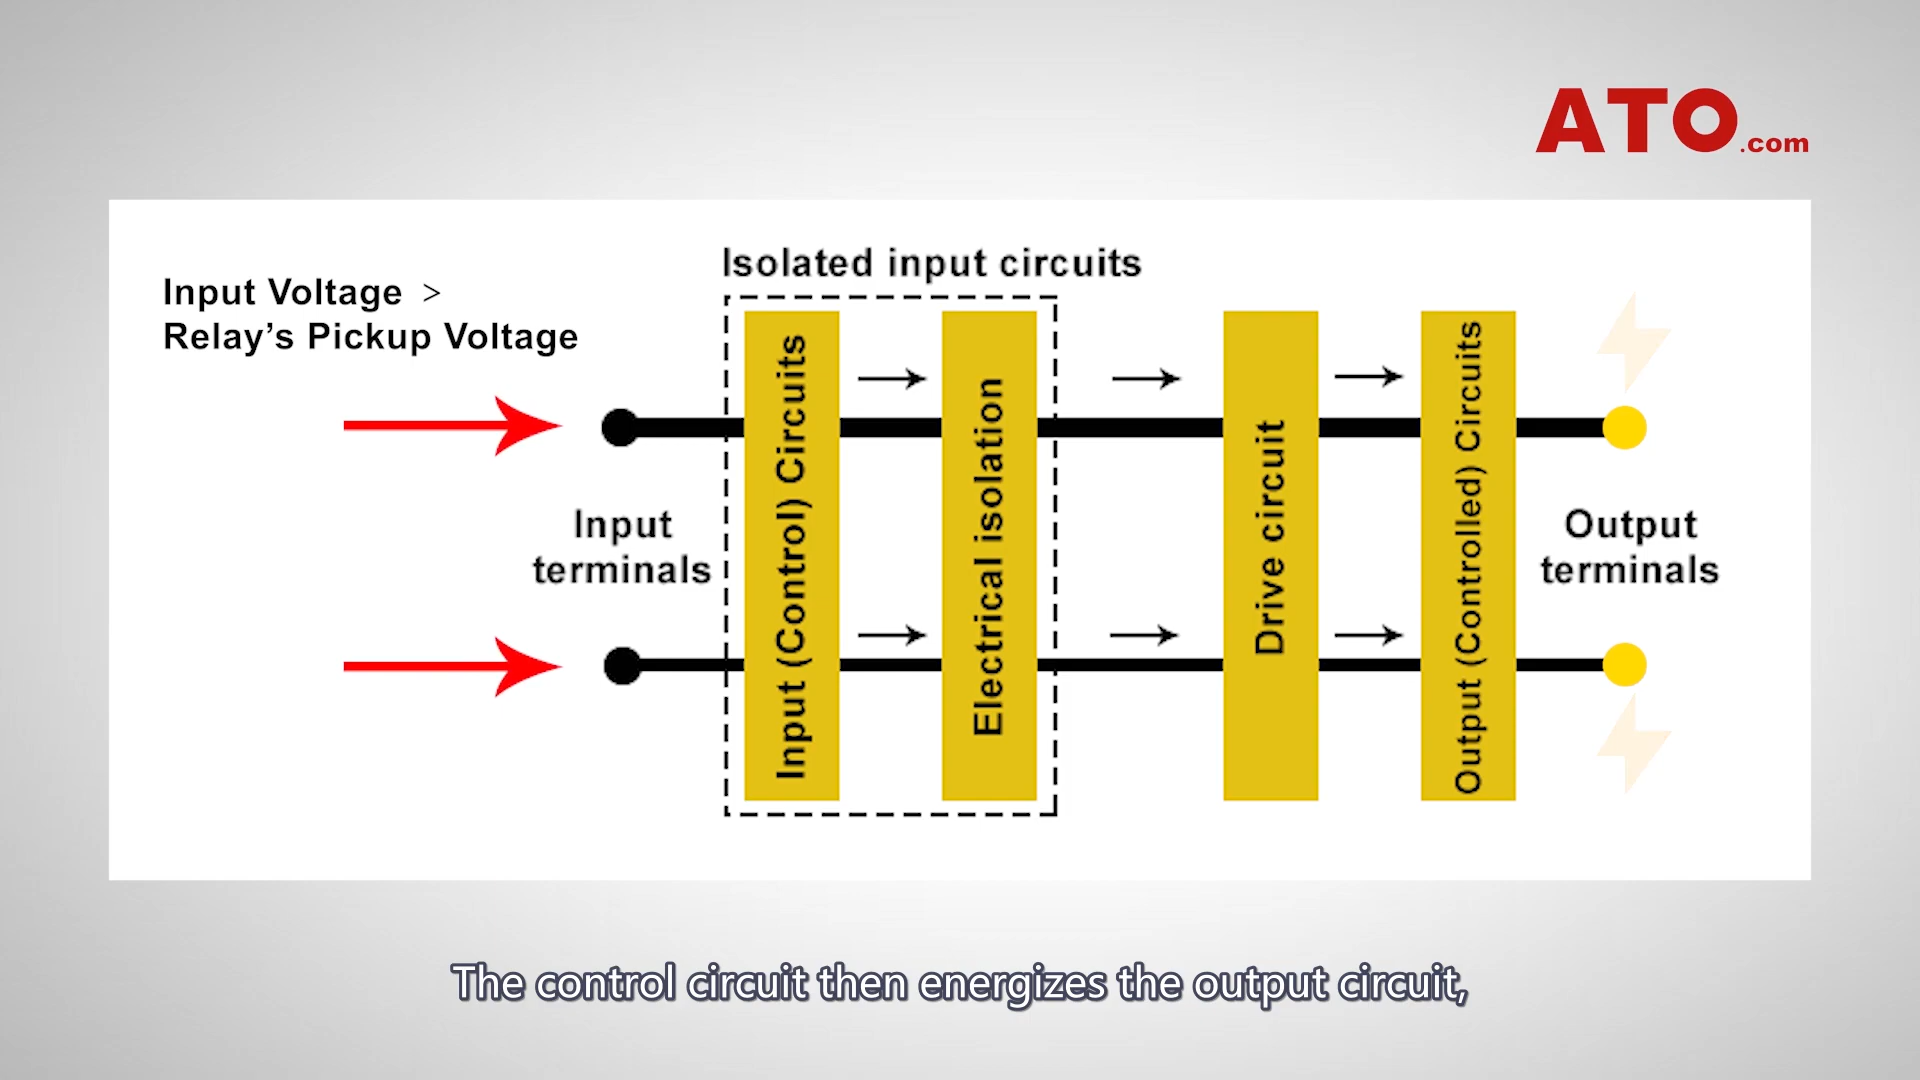 ATO.com
Isolated input circuits
Input Voltage >
Relay's Pickup Voltage
Input (Control) Circuits
Electrical isolation
Drive circuit
Output (Controlled) Circuits
Input
terminals
Output
terminals
The control circuit then energizes the output circuit,